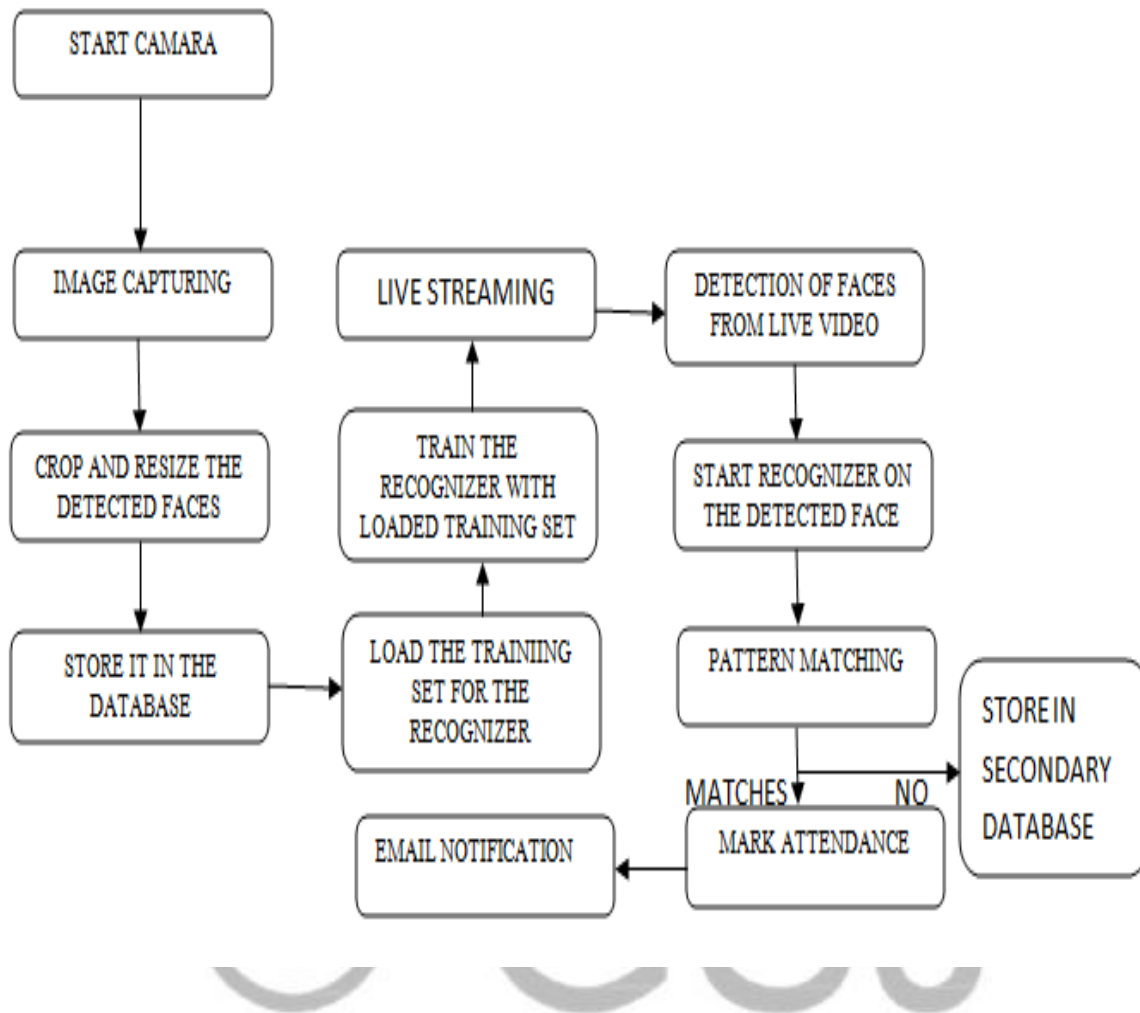 START CAMARA
IMAGE CAPTURING
CROP AND RESIZE THE
DETECTED FACES
STORE IT IN THE
DATABASE
LOAD THE TRAINIING
SET FOR THE
RECOGNIZER
TRAIN THE
RECOGNIZER WITH
LOADED TRAINING SET
LIVE STREAMING
DETECTION OF FACES
FROM LIVE VIDEO
START RECOGNIZER ON
THE DETECTED FACE
PATTERN MATCHING
MATCHES
NO
STORE IN
SECONDARY
DATABASE
MARK ATTENDANCE
EMAIL NOTIFICATION